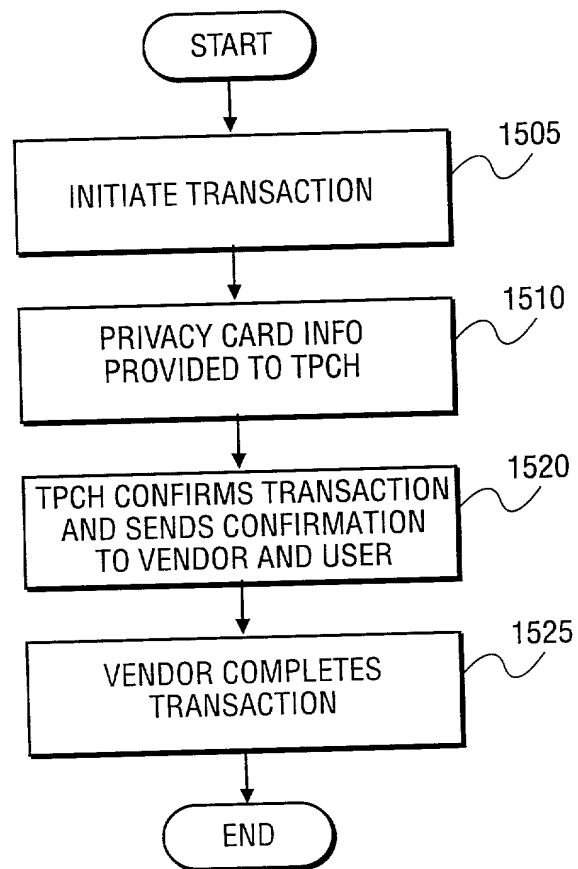 START
1505
INITIATE TRANSACTION
1510
PRIVACY CARD INFO
PROVIDED TO TPCH
1520
TPCH CONFIRMS TRANSACTION
AND SENDS CONFIRMATION
TO VENDOR AND USER
1525
VENDOR COMPLETES
TRANSACTION
END